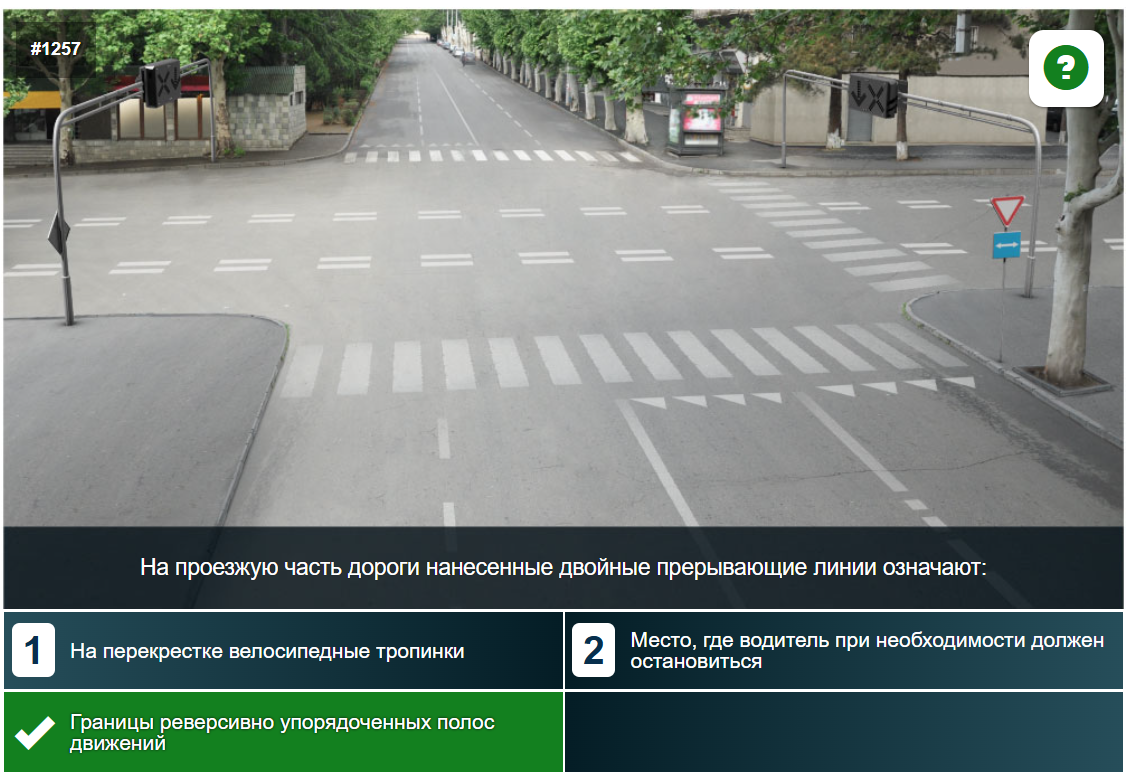 #1257
?
На проезжую часть дороги нанесенные двойные прерывающие линии означают:
1 На перекрестке велосипедные тропинки
2 Место, где водитель при необходимости должен
остановиться
Границы реверсивно упорядоченных полос
движений